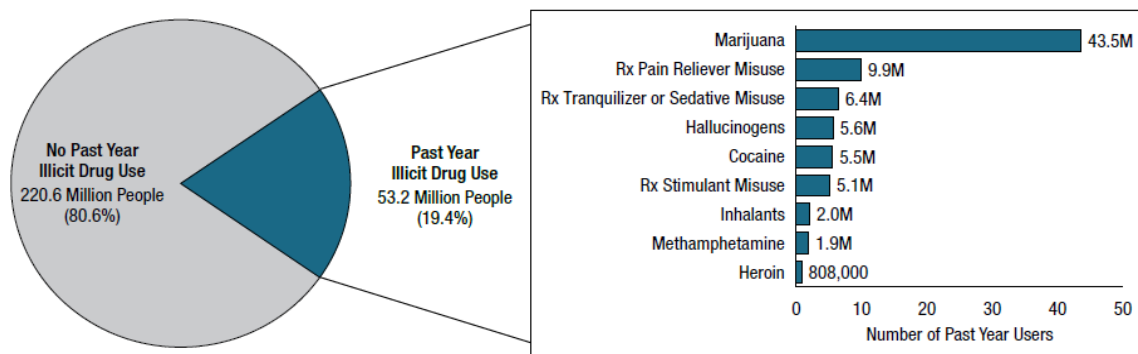 No Past Year
Illicit Drug Use
220.6 Million People
(80.6%)
Past Year
Illicit Drug Use
53.2 Million People
(19.4%)
Marijuana 43.5M
Rx Pain Reliever Misuse 9.9M
Rx Tranquilizer or Sedative Misuse 6.4M
Hallucinogens 5.6M
Cocaine 5.5M
Rx Stimulant Misuse 5.1M
Inhalants 2.0M
Methamphetamine 1.9M
Heroin 808,000
0 10 20 30 40 50
Number of Past Year Users